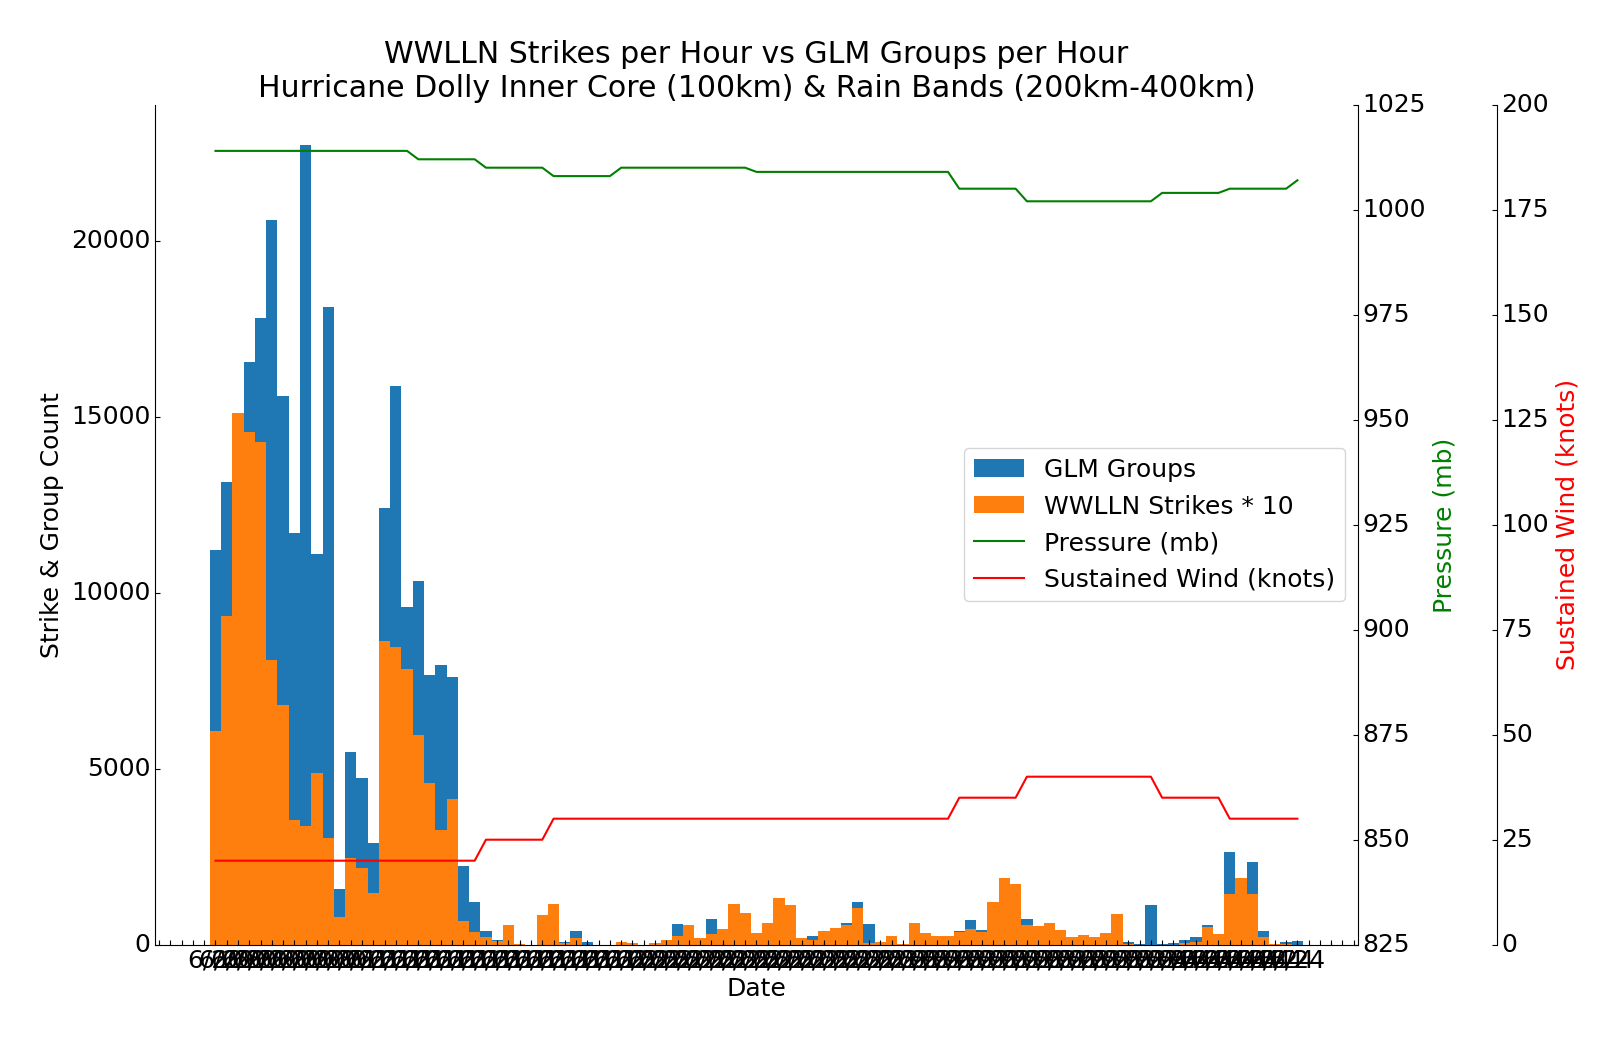 WWLLN Strikes per Hour vs GLM Groups per Hour
Hurricane Dolly Inner Core (100km) & Rain Bands (200km-400km)
Strike & Group Count
20000
15000
10000
5000
0
GLM Groups
WWLLN Strikes * 10
Pressure (mb)
Sustained Wind (knots)
1025
1000
975
950
925
900
875
850
825
Pressure (mb)
200
175
150
125
100
75
50
25
0
Sustained Wind (knots)
Date